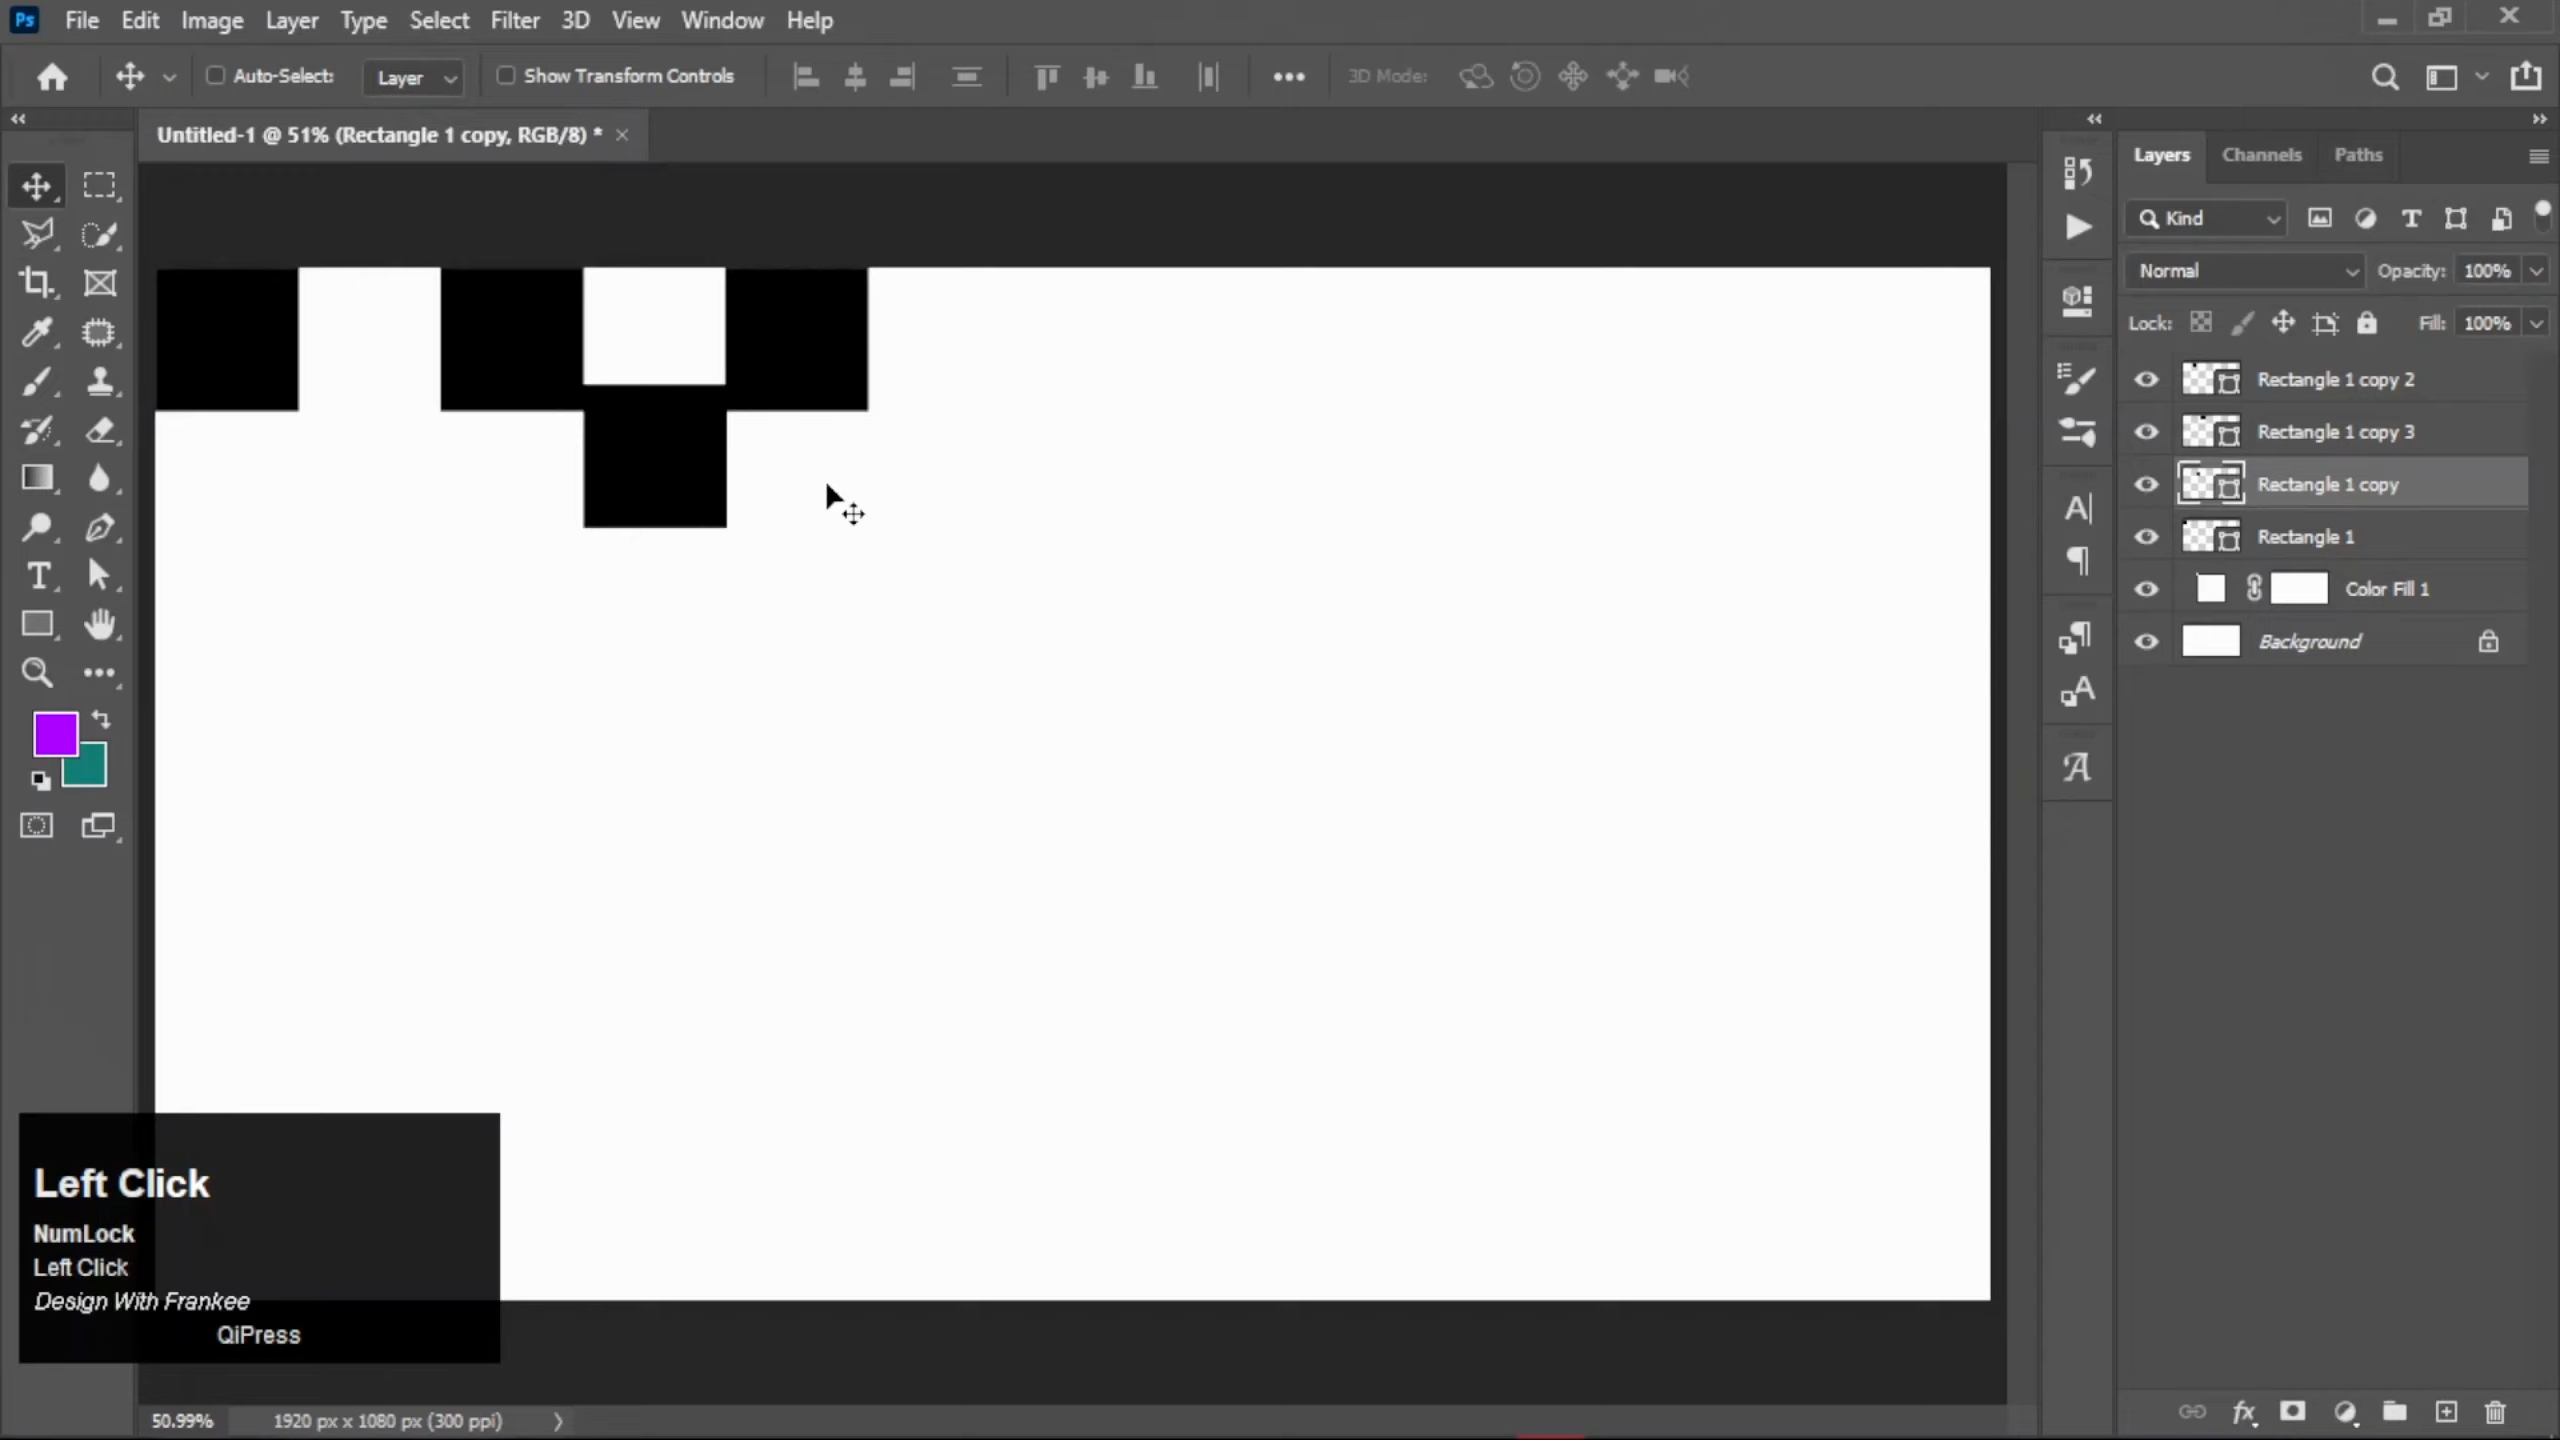 Ps File Edit Image Layer Type Select Filter 3D View Window Help
Auto-Select: Layer Show Transform Controls 3D Mode:
Untitled-1 @ 51% (Rectangle 1 copy, RGB/8) * ×
Layers Channels Paths
Kind
Normal Opacity: 100%
Lock: Fill: 100%
Rectangle 1 copy 2
Rectangle 1 copy 3
Rectangle 1 copy
Rectangle 1
Color Fill 1
Background
Left Click
NumLock
Left Click
Design With Frankee
QiPress
50.99% 1920 px x 1080 px (300 ppi)